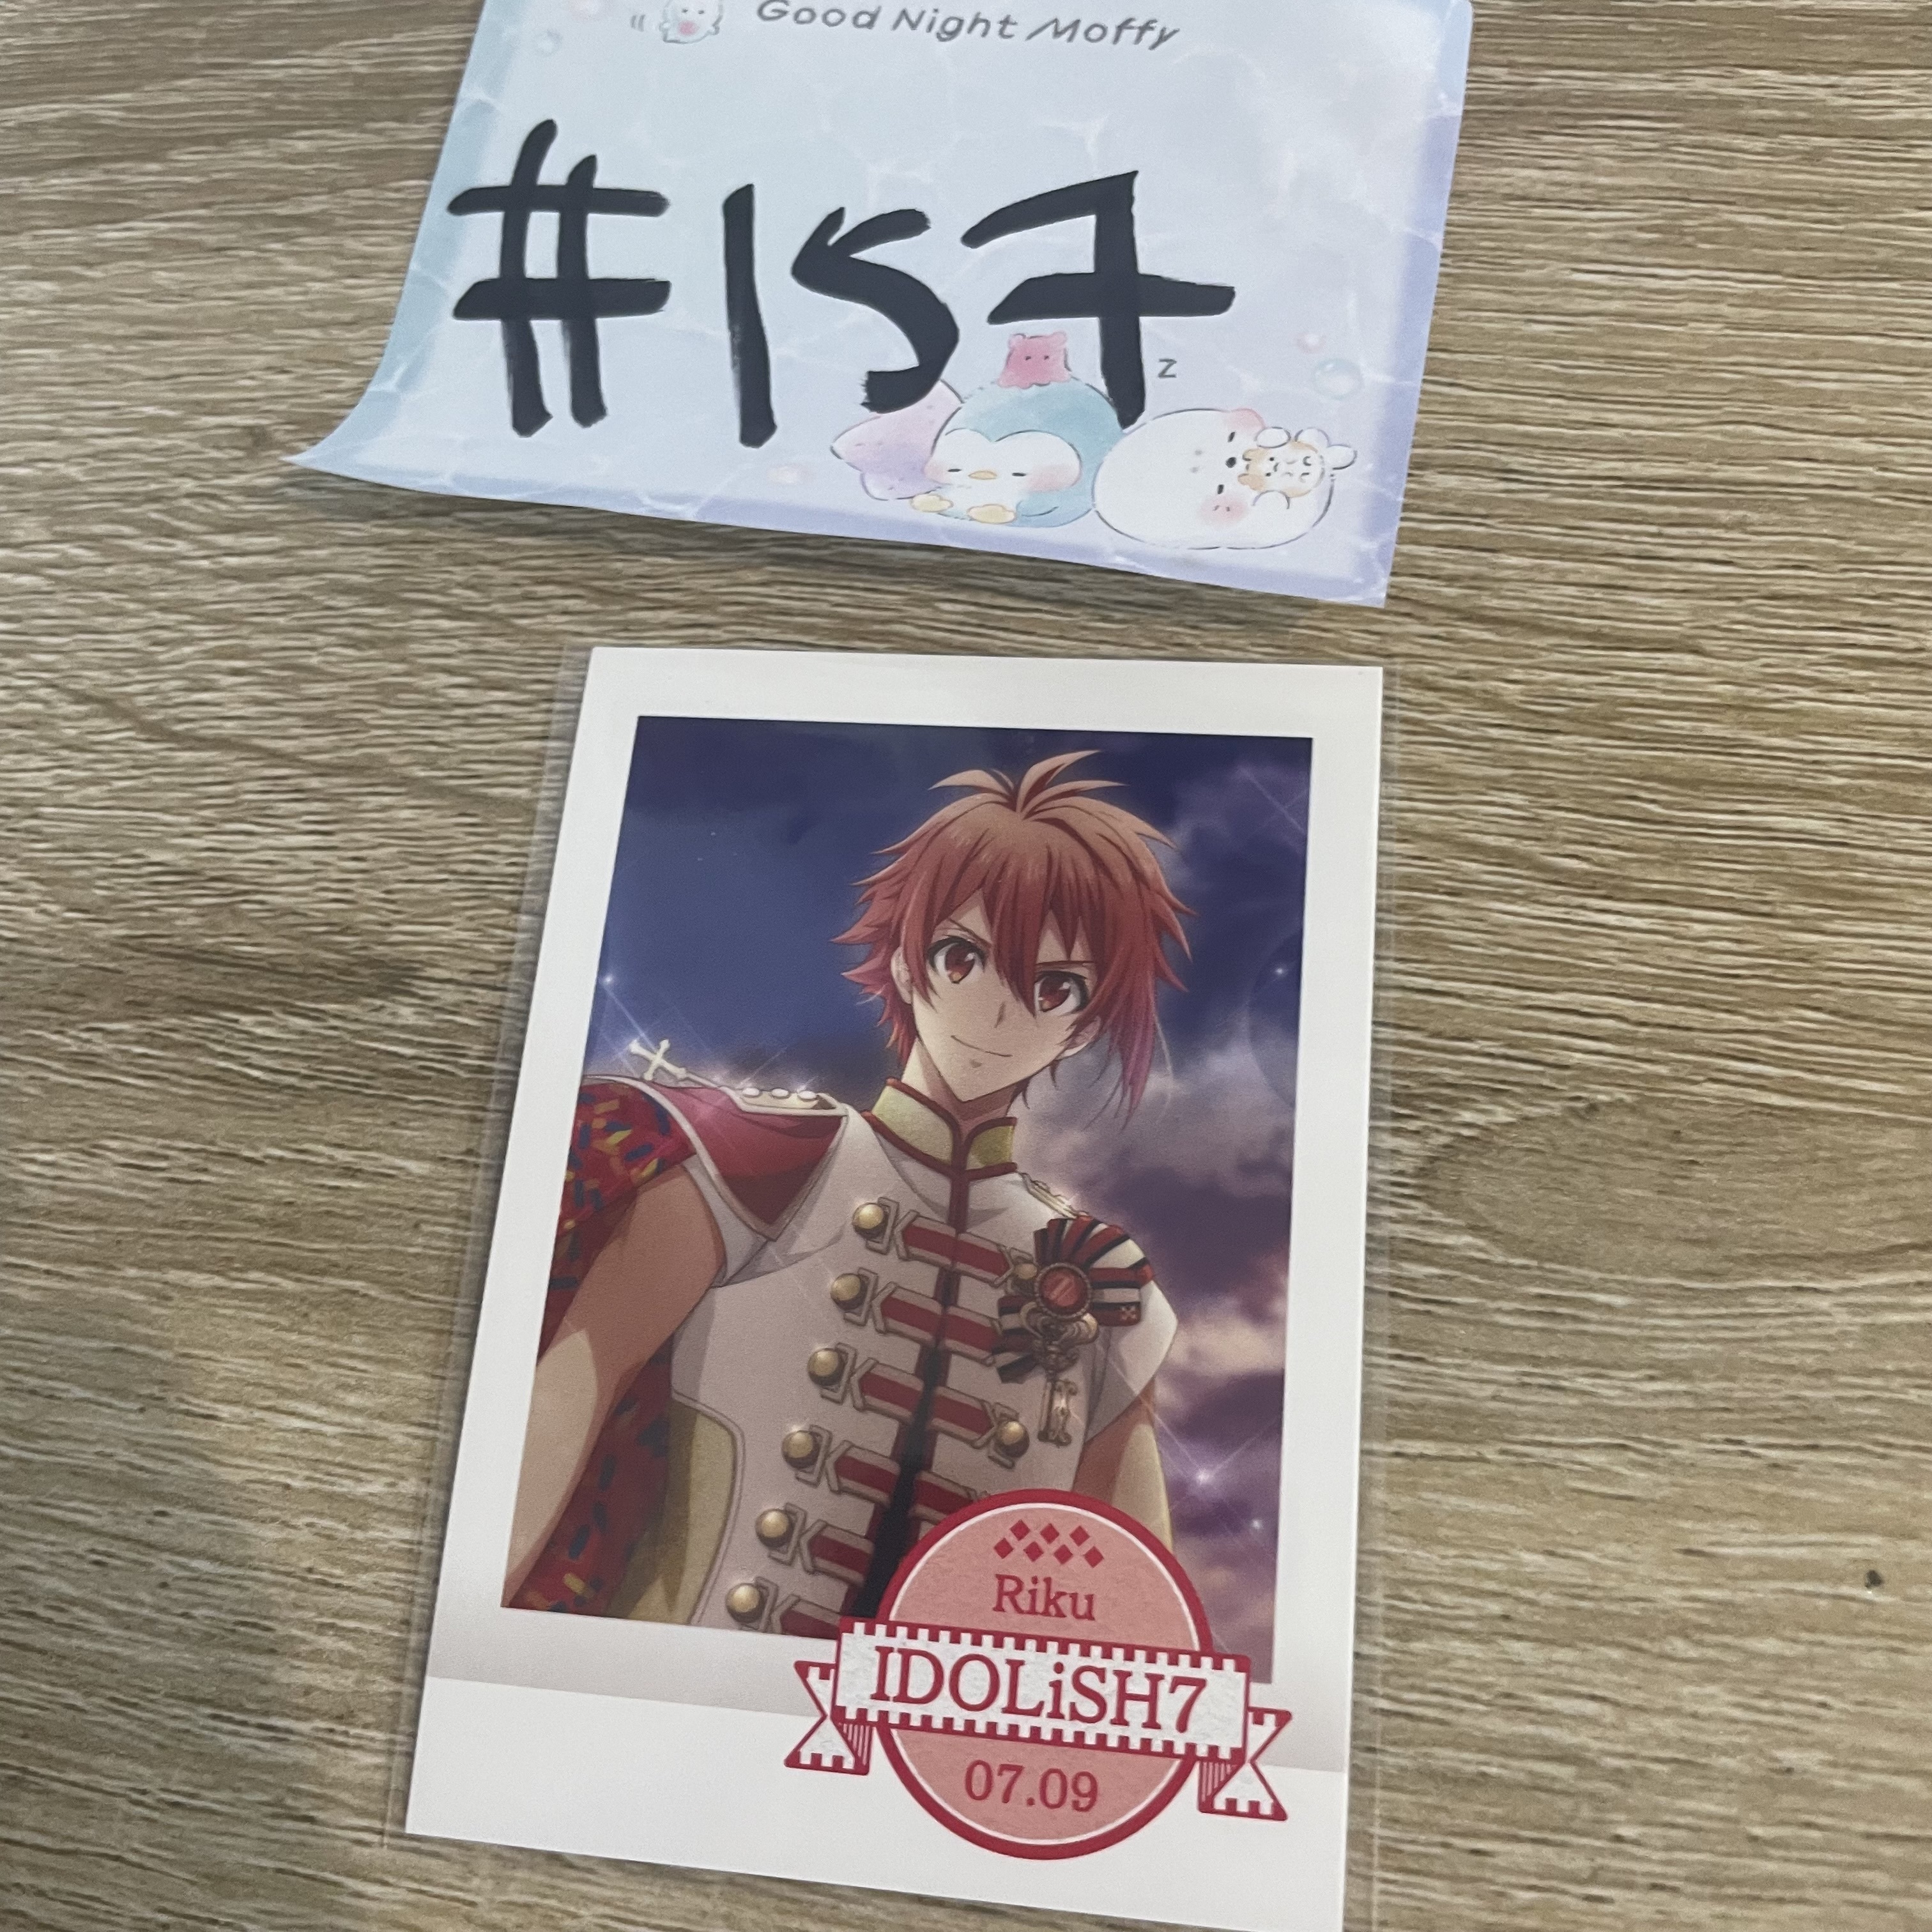 Good Night Moffy
#157
z
Riku
IDOLiSH7
07.09